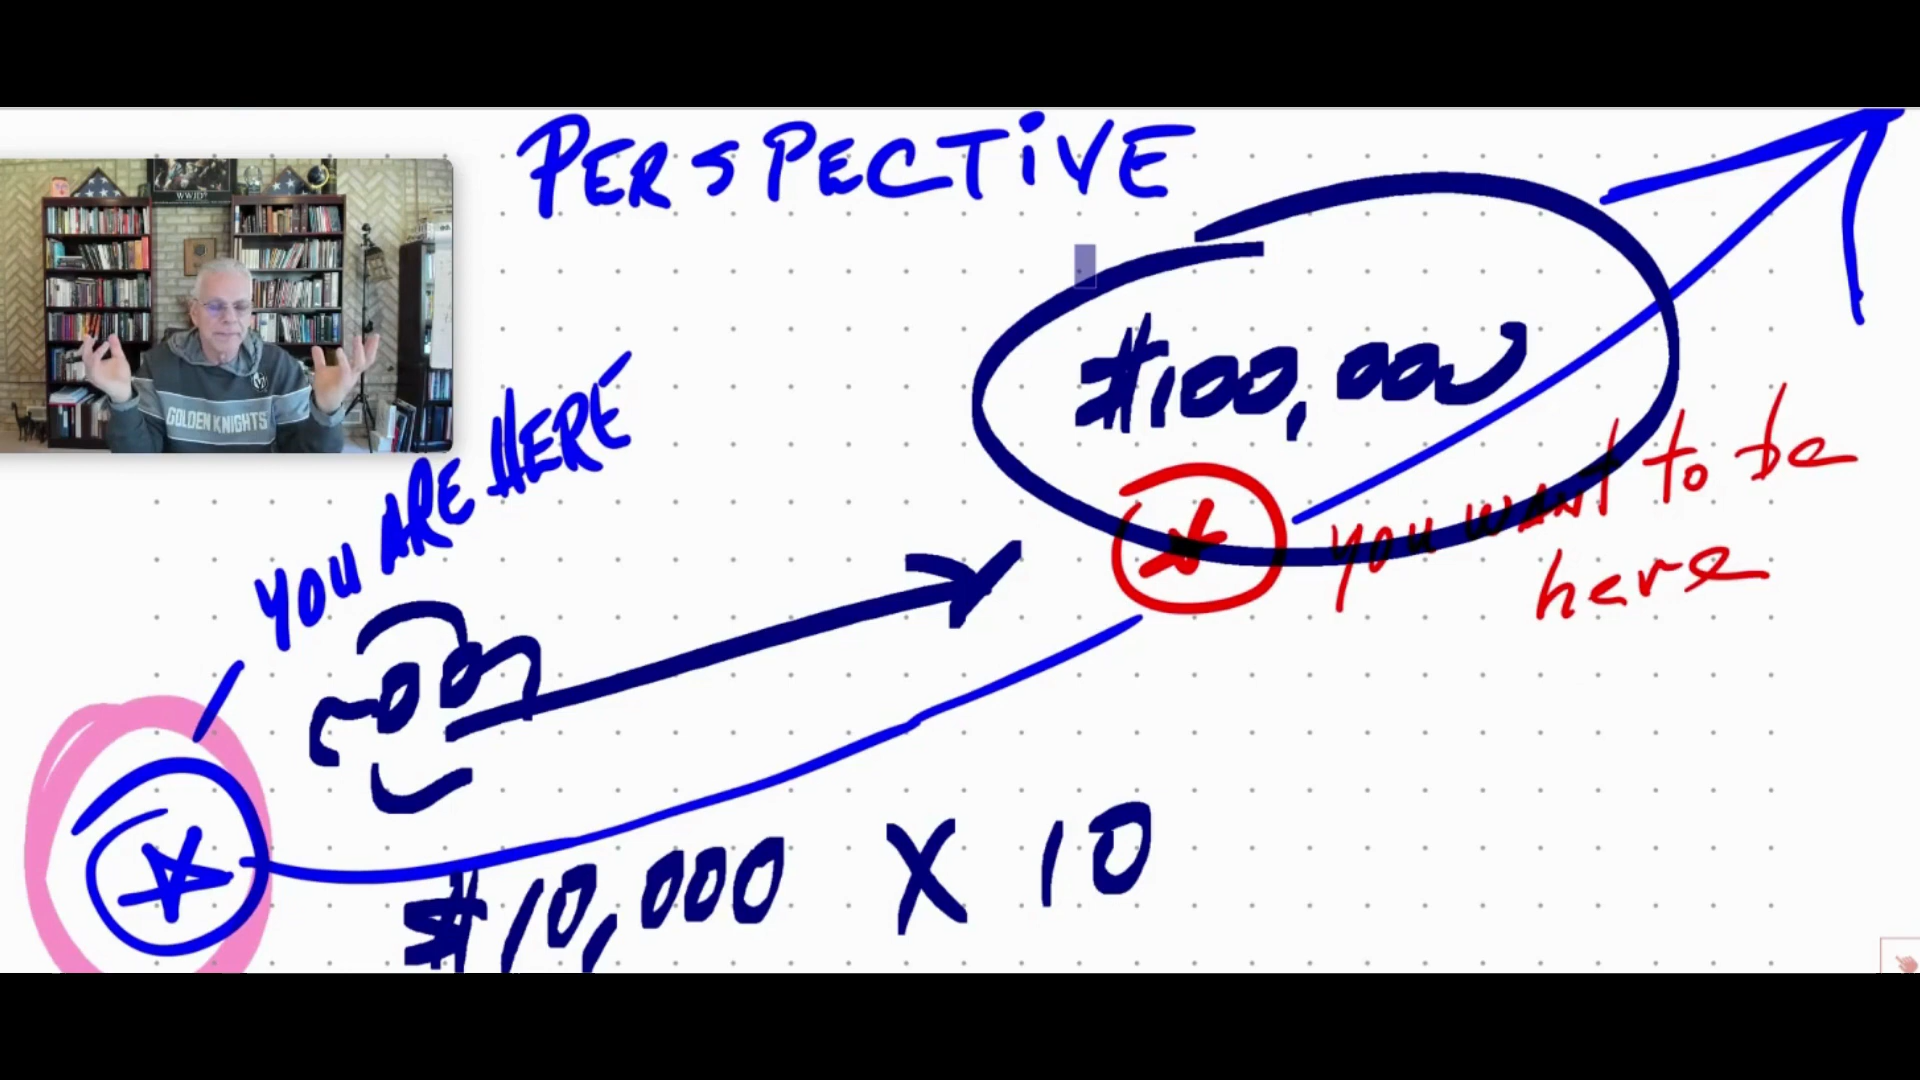 PERSPECTIVE
WWJD
GOLDEN KNIGHTS
$100,000
YOU ARE HERE
you want to be
here
$10,000 X 10